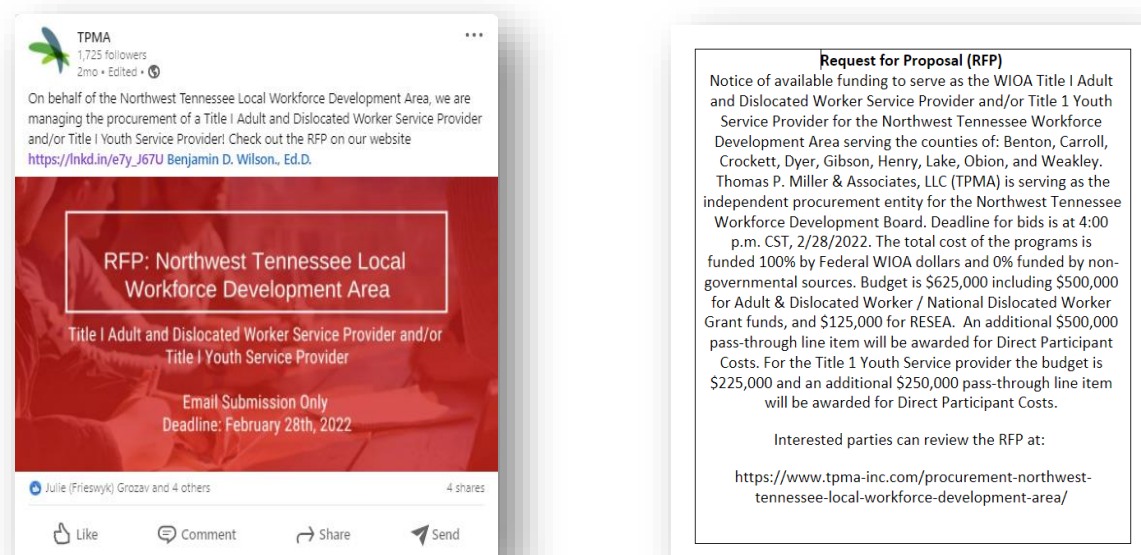 TPMA
1,725 followers
2mo • Edited •
On behalf of the Northwest Tennessee Local Workforce Development Area, we are
managing the procurement of a Title I Adult and Dislocated Worker Service Provider
and/or Title I Youth Service Provider! Check out the RFP on our website
https://lnkd.in/e7y_J67U Benjamin D. Wilson., Ed.D.
RFP: Northwest Tennessee Local
Workforce Development Area
Title I Adult and Dislocated Worker Service Provider and/or
Title I Youth Service Provider
Email Submission Only
Deadline: February 28th, 2022
Julie (Frieswyk) Grozav and 4 others
4 shares
Like
Comment
Share
Send
Request for Proposal (RFP)
Notice of available funding to serve as the WIOA Title I Adult
and Dislocated Worker Service Provider and/or Title 1 Youth
Service Provider for the Northwest Tennessee Workforce
Development Area serving the counties of: Benton, Carroll,
Crockett, Dyer, Gibson, Henry, Lake, Obion, and Weakley.
Thomas P. Miller & Associates, LLC (TPMA) is serving as the
independent procurement entity for the Northwest Tennessee
Workforce Development Board. Deadline for bids is at 4:00
p.m. CST, 2/28/2022. The total cost of the programs is
funded 100% by Federal WIOA dollars and 0% funded by non-
governmental sources. Budget is $625,000 including $500,000
for Adult & Dislocated Worker / National Dislocated Worker
Grant funds, and $125,000 for RESEA.  An additional $500,000
pass-through line item will be awarded for Direct Participant
Costs. For the Title 1 Youth Service provider the budget is
$225,000 and an additional $250,000 pass-through line item
will be awarded for Direct Participant Costs.
Interested parties can review the RFP at:
https://www.tpma-inc.com/procurement-northwest-
tennessee-local-workforce-development-area/